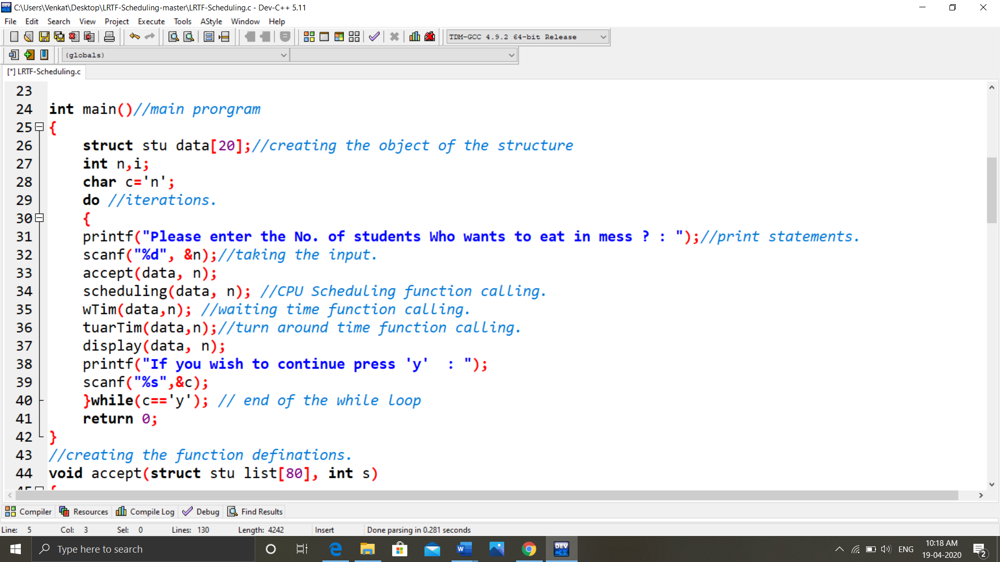 C:\Users\Venkat\Desktop\LRTF-Scheduling-master\LRTF-Scheduling.c - Dev-C++ 5.11
File Edit Search View Project Execute Tools AStyle Window Help
TDM-GCC 4.9.2 64-bit Release
(globals)
[*] LRTF-Scheduling.c
23
24 int main()//main prorgram
25 {
26 struct stu data[20];//creating the object of the structure
27 int n,i;
28 char c='n';
29 do //iterations.
30 {
31 printf("Please enter the No. of students Who wants to eat in mess ? : ");//print statements.
32 scanf("%d", &n);//taking the input.
33 accept(data, n);
34 scheduling(data, n); //CPU Scheduling function calling.
35 wTim(data,n); //waiting time function calling.
36 tuarTim(data,n);//turn around time function calling.
37 display(data, n);
38 printf("If you wish to continue press 'y'  : ");
39 scanf("%s",&c);
40 }while(c=='y'); // end of the while loop
41 return 0;
42 }
43 //creating the function definations.
44 void accept(struct stu list[80], int s)
45 {
Compiler Resources Compile Log Debug Find Results
Line: 5 Col: 3 Sel: 0 Lines: 130 Length: 4242 Insert Done parsing in 0.281 seconds
Type here to search
W
DEV C++
ENG
10:18 AM
19-04-2020
2